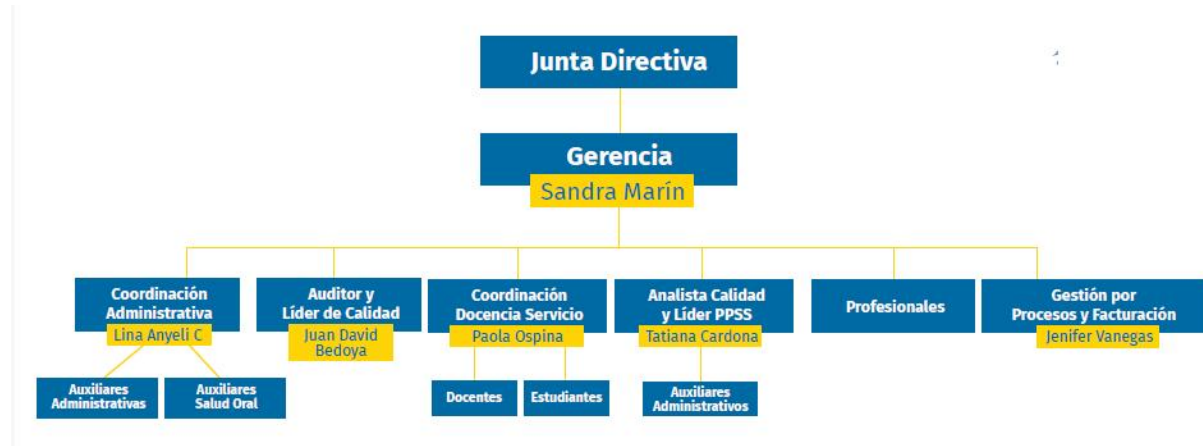 Junta Directiva
Gerencia
Sandra Marín
Coordinación
Administrativa
Lina Anyeli C
Auditor y
Líder de Calidad
Juan David
Bedoya
Coordinación
Docencia Servicio
Paola Ospina
Analista Calidad
y Líder PPSS
Tatiana Cardona
Profesionales
Gestión por
Procesos y Facturación
Jenifer Vanegas
Auxiliares
Administrativas
Auxiliares
Salud Oral
Docentes
Estudiantes
Auxiliares
Administrativos